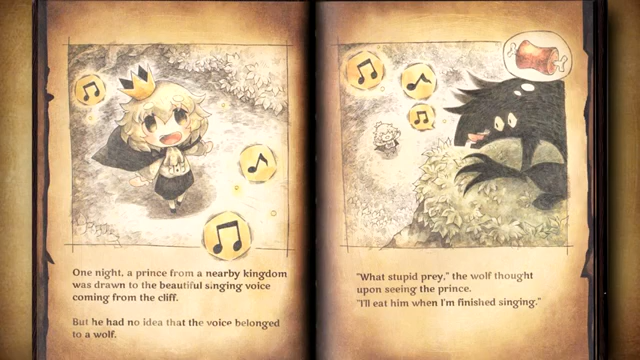 One night, a prince from a nearby kingdom
was drawn to the beautiful singing voice
coming from the cliff.
But he had no idea that the voice belonged
to a wolf.
"What stupid prey," the wolf thought
upon seeing the prince.
"I'll eat him when I'm finished singing."